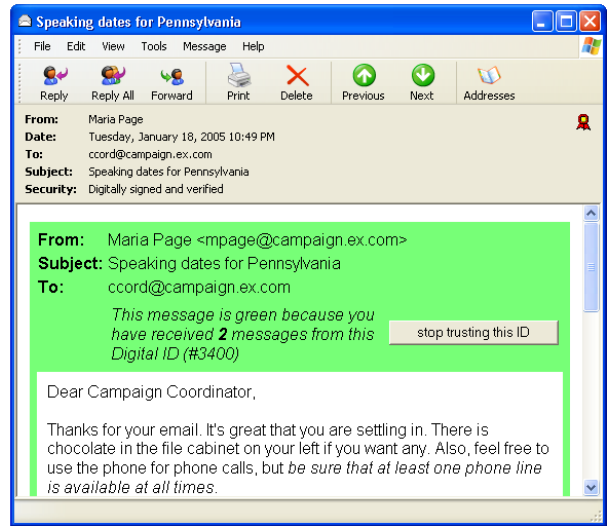 Speaking dates for Pennsylvania
File Edit View Tools Message Help
Reply Reply All Forward Print Delete Previous Next Addresses
From: Maria Page
Date: Tuesday, January 18, 2005 10:49 PM
To: ccord@campaign.ex.com
Subject: Speaking dates for Pennsylvania
Security: Digitally signed and verified
From: Maria Page <mpage@campaign.ex.com>
Subject: Speaking dates for Pennsylvania
To: ccord@campaign.ex.com
This message is green because you
have received 2 messages from this
Digital ID (#3400)
stop trusting this ID
Dear Campaign Coordinator,
Thanks for your email. It's great that you are settling in. There is
chocolate in the file cabinet on your left if you want any. Also, feel free to
use the phone for phone calls, but be sure that at least one phone line
is available at all times.